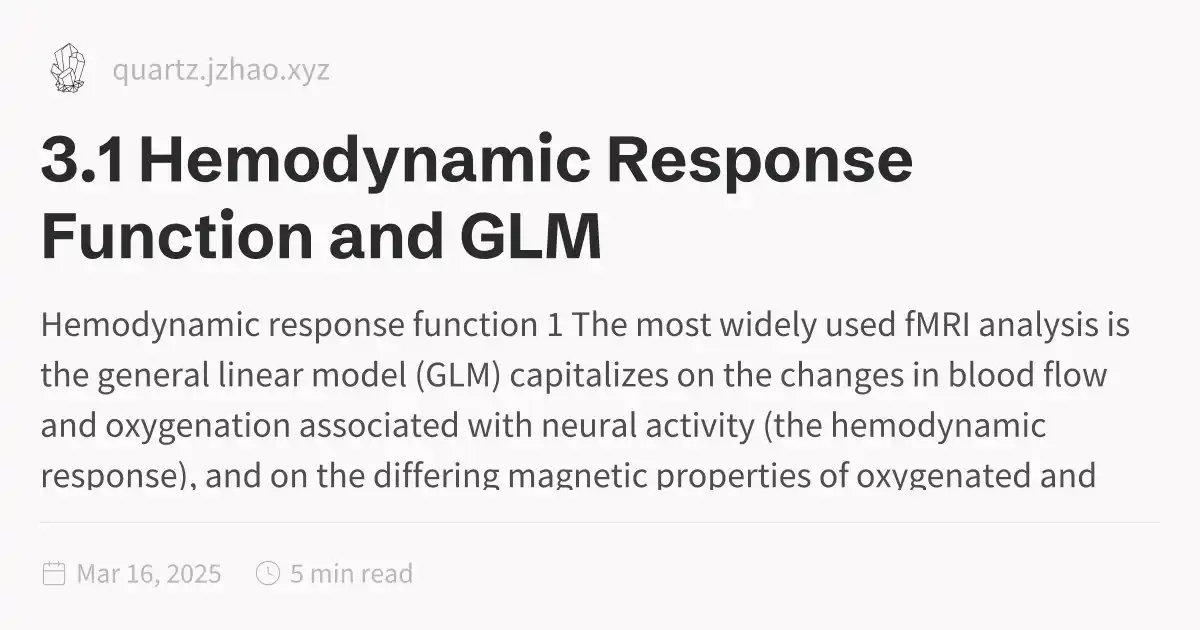 quartz.jzhao.xyz
3.1 Hemodynamic Response
Function and GLM
Hemodynamic response function 1 The most widely used fMRI analysis is
the general linear model (GLM) capitalizes on the changes in blood flow
and oxygenation associated with neural activity (the hemodynamic
response), and on the differing magnetic properties of oxygenated and
Mar 16, 2025 5 min read